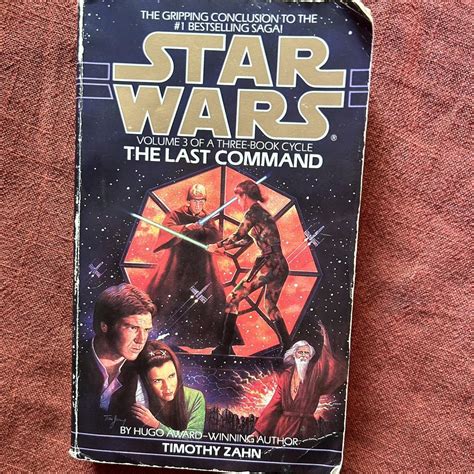 THE GRIPPING CONCLUSION TO THE
#1 BESTSELLING SAGA!
STAR
WARS®
VOLUME 3 OF A THREE-BOOK CYCLE
THE LAST COMMAND
BY HUGO AWARD-WINNING AUTHOR
TIMOTHY ZAHN